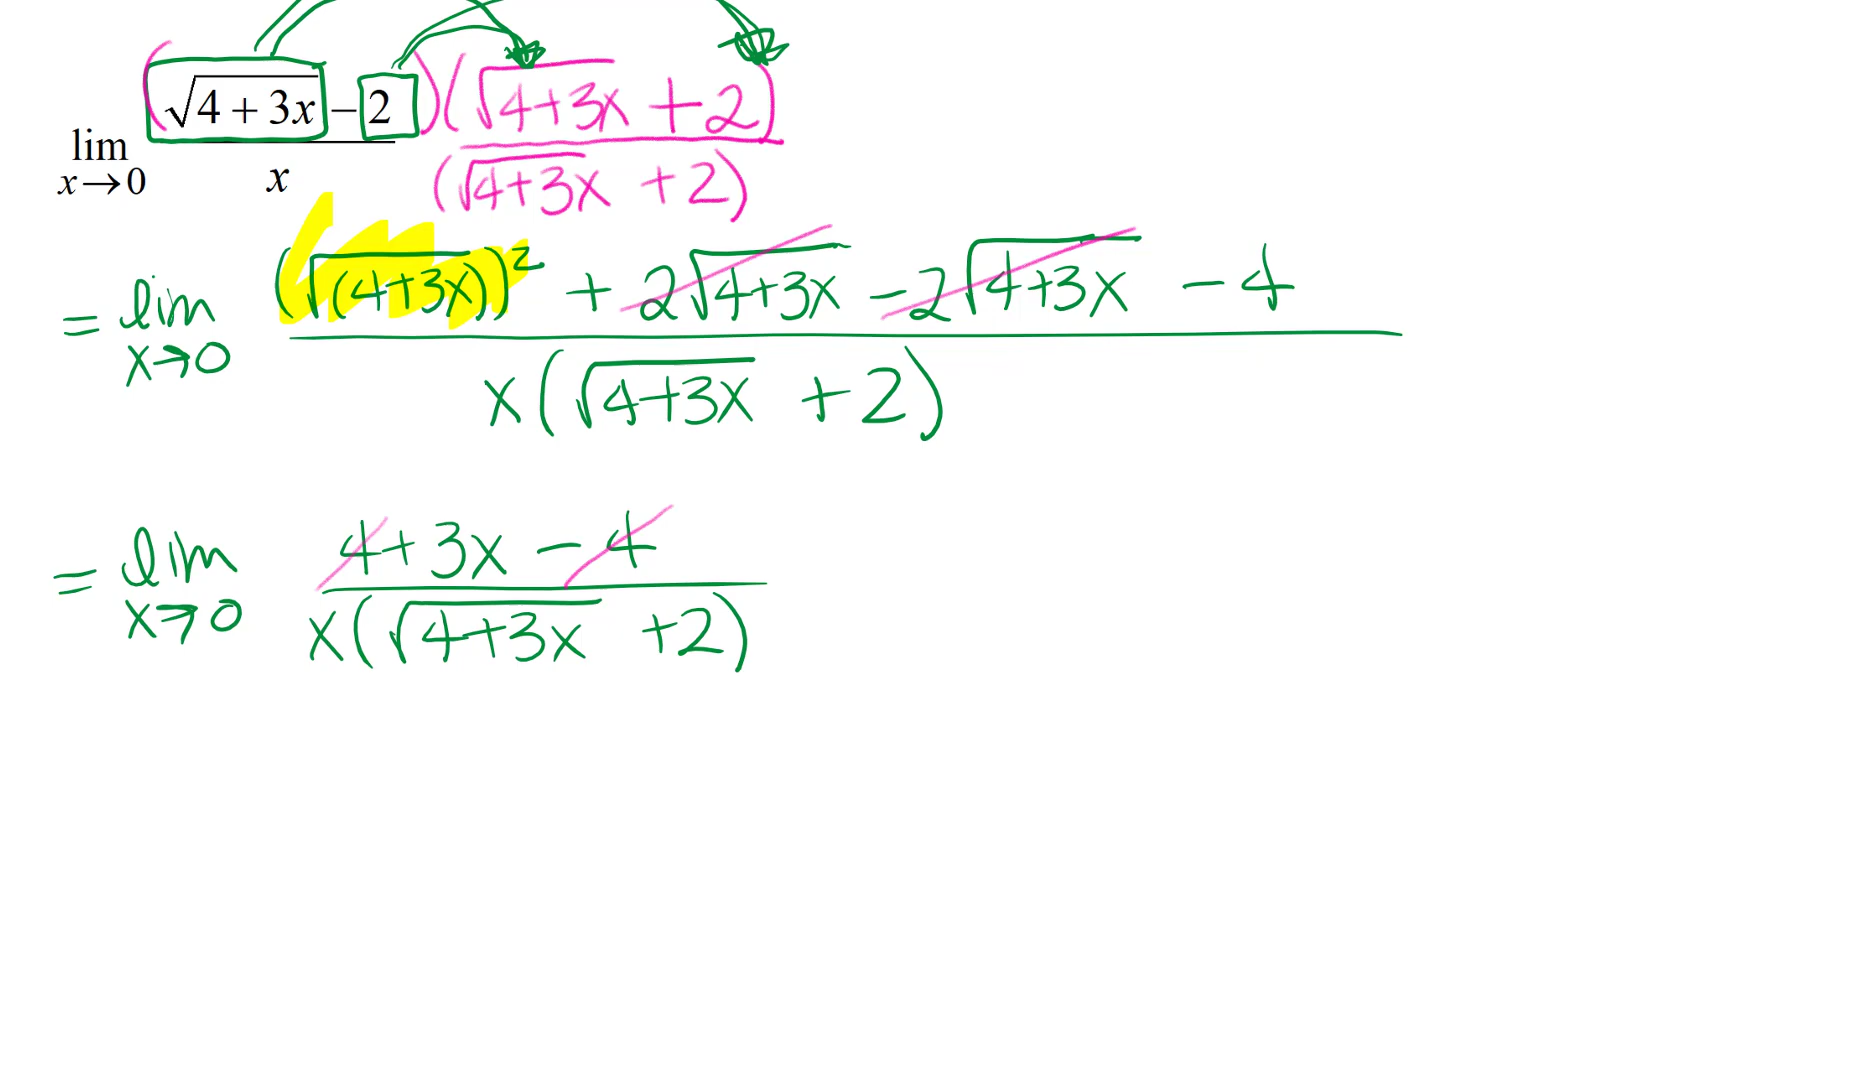 lim x→0 (√(4 + 3x) − 2)/x (√(4+3x) + 2)/(√(4+3x) + 2)
= lim x→0 ((√(4+3x))² + 2√(4+3x) − 2√(4+3x) − 4)/(x(√(4+3x) + 2))
= lim x→0 (4 + 3x − 4)/(x(√(4+3x) + 2))